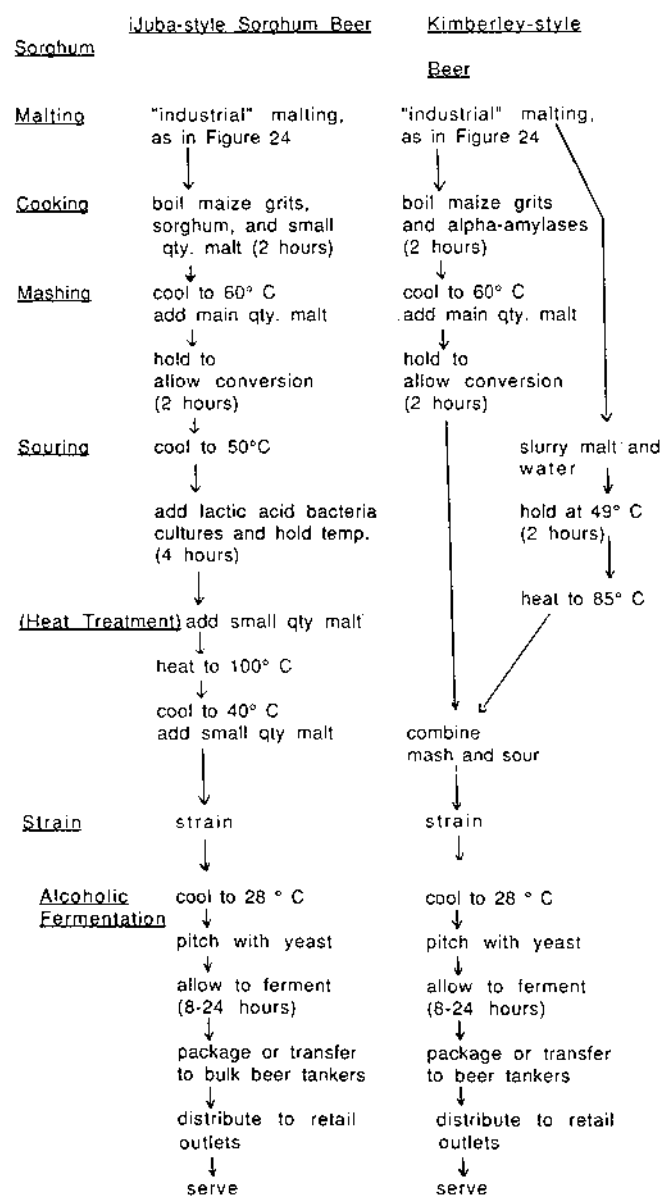 iJuba-style Sorghum Beer Kimberley-style
Sorghum
Beer
Malting "industrial" malting, "industrial" malting,
as in Figure 24 as in Figure 24
Cooking boil maize grits, boil maize grits
sorghum, and small and alpha-amylases
qty. malt (2 hours) (2 hours)
Mashing cool to 60° C cool to 60° C
add main qty. malt add main qty. malt
hold to hold to
allow conversion allow conversion
(2 hours) (2 hours)
Souring cool to 50°C slurry malt and
water
add lactic acid bacteria hold at 49° C
cultures and hold temp. (2 hours)
(4 hours)
heat to 85° C
(Heat Treatment) add small qty malt
heat to 100° C
cool to 40° C combine
add small qty malt mash and sour
Strain strain strain
Alcoholic cool to 28 ° C cool to 28 ° C
Fermentation
pitch with yeast pitch with yeast
allow to ferment allow to ferment
(8-24 hours) (8-24 hours)
package or transfer package or transfer
to bulk beer tankers to beer tankers
distribute to retail distribute to retail
outlets outlets
serve serve